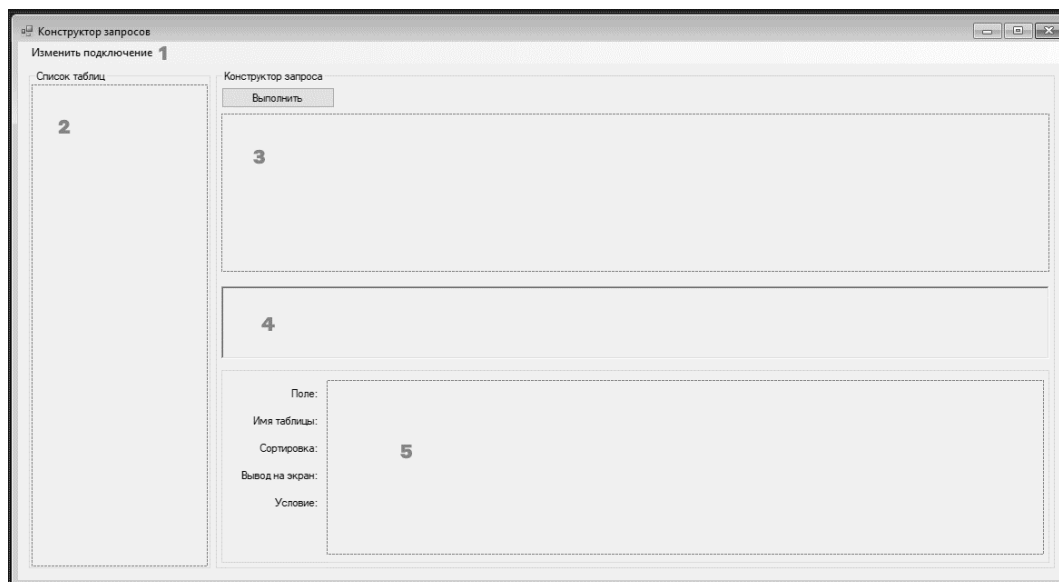 Конструктор запросов
Изменить подключение 1
Список таблиц
Конструктор запроса
Выполнить
2
3
4
Поле:
Имя таблицы:
Сортировка:
5
Вывод на экран:
Условие: